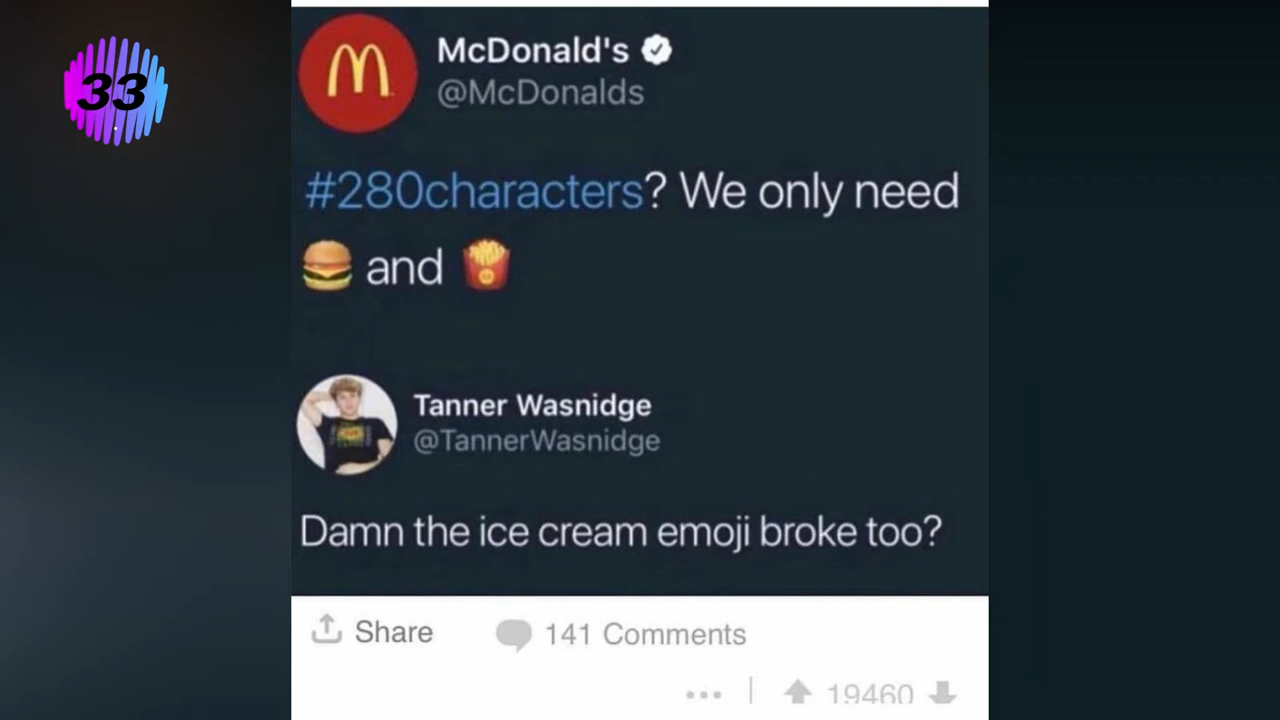 33
McDonald's
@McDonalds
#280characters? We only need
🍔 and 🍟
Tanner Wasnidge
@TannerWasnidge
Damn the ice cream emoji broke too?
Share 141 Comments
19460